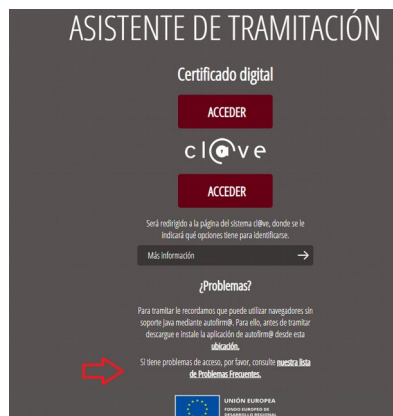 ASISTENTE DE TRAMITACIÓN
Certificado digital
ACCEDER
cl@ve
ACCEDER
Será redirigido a la página del sistema cl@ve, donde se le
indicará qué opciones tiene para identificarse.
Más información
¿Problemas?
Para tramitar le recordamos que puede utilizar navegadores sin
soporte Java mediante autofirm@. Para ello, antes de tramitar
descargue e instale la aplicación de autofirm@ desde esta
ubicación.
Si tiene problemas de acceso, por favor, consulte nuestra lista
de Problemas Frecuentes.
UNIÓN EUROPEA
FONDO EUROPEO DE
DESARROLLO REGIONAL